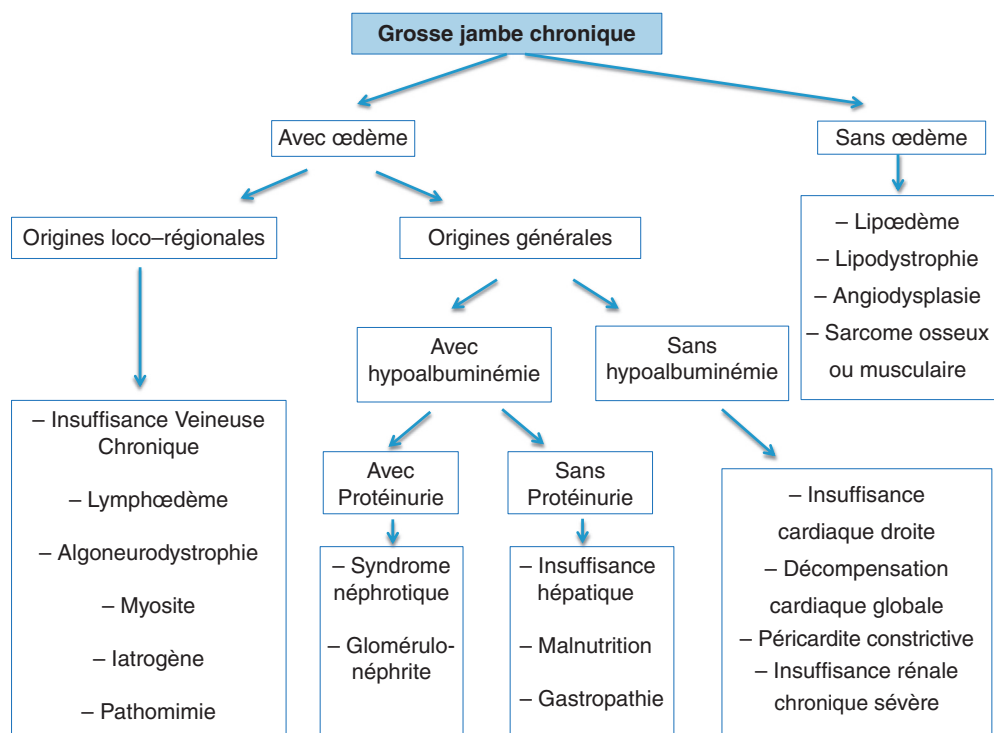 Grosse jambe chronique
Avec œdème
Sans œdème
Origines loco–régionales
Origines générales
– Lipœdème
– Lipodystrophie
– Angiodysplasie
– Sarcome osseux
ou musculaire
Avec
hypoalbuminémie
Sans
hypoalbuminémie
– Insuffisance Veineuse
Chronique
– Lymphœdème
– Algoneurodystrophie
– Myosite
– Iatrogène
– Pathomimie
Avec
Protéinurie
Sans
Protéinurie
– Syndrome
néphrotique
– Glomérulo-
néphrite
– Insuffisance
hépatique
– Malnutrition
– Gastropathie
– Insuffisance
cardiaque droite
– Décompensation
cardiaque globale
– Péricardite constrictive
– Insuffisance rénale
chronique sévère